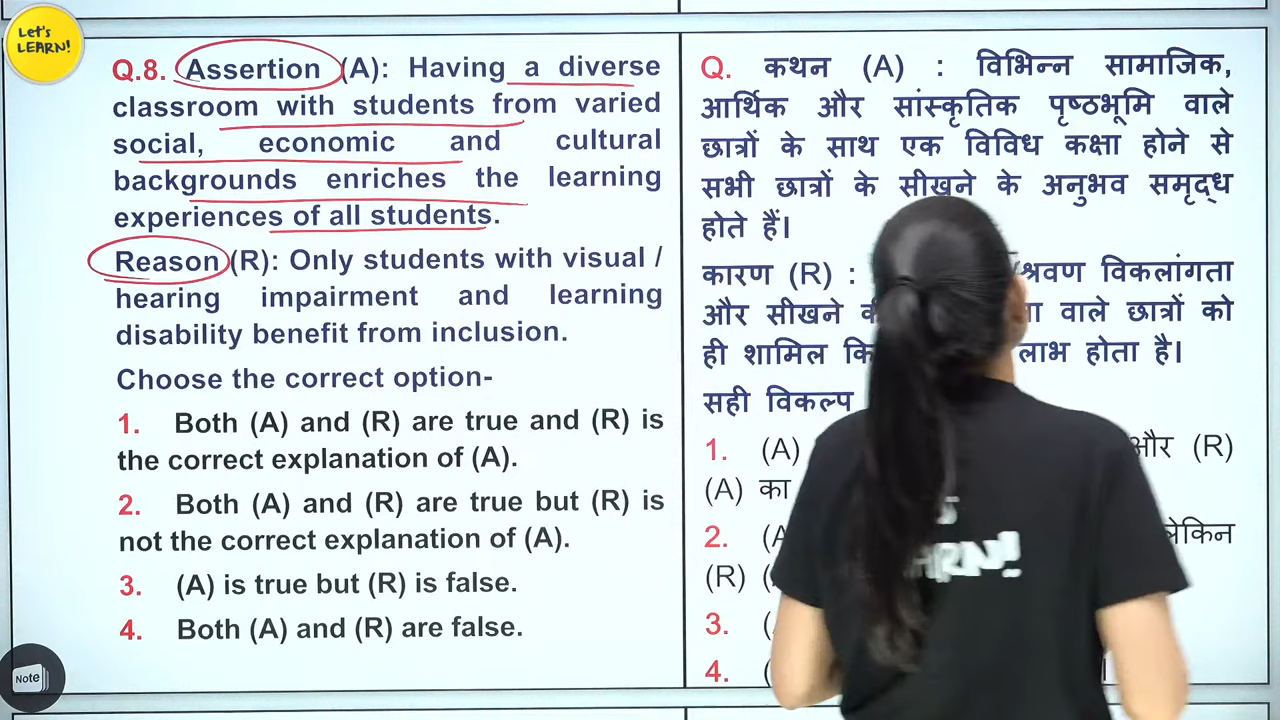 Let's
LEARN!
Q.8. Assertion (A): Having a diverse
classroom with students from varied
social, economic and cultural
backgrounds enriches the learning
experiences of all students.
Reason (R): Only students with visual /
hearing impairment and learning
disability benefit from inclusion.
Choose the correct option-
1. Both (A) and (R) are true and (R) is
the correct explanation of (A).
2. Both (A) and (R) are true but (R) is
not the correct explanation of (A).
3. (A) is true but (R) is false.
4. Both (A) and (R) are false.
Note
Q. कथन (A) : विभिन्न सामाजिक,
आर्थिक और सांस्कृतिक पृष्ठभूमि वाले
छात्रों के साथ एक विविध कक्षा होने से
सभी छात्रों के सीखने के अनुभव समृद्ध
होते हैं।
कारण (R) : श्रवण विकलांगता
और सीखने वाले छात्रों को
ही शामिल लाभ होता है।
सही विकल्प
1. (A) और (R)
(A) का
2. लेकिन
(R)
3.
4.